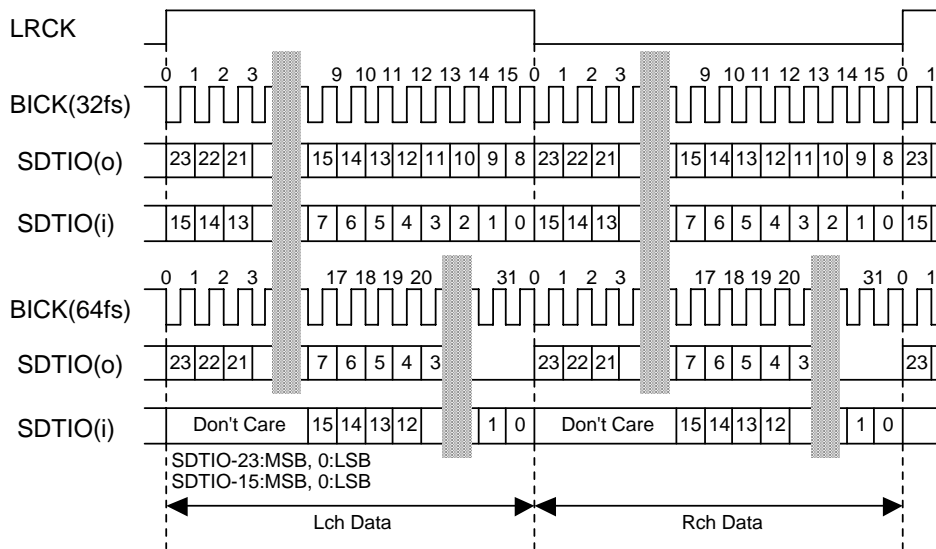 LRCK
0 1 2 3 9 10 11 12 13 14 15 0 1 2 3 9 10 11 12 13 14 15 0 1
BICK(32fs)
SDTIO(o) 23 22 21 15 14 13 12 11 10 9 8 23 22 21 15 14 13 12 11 10 9 8 23
SDTIO(i) 15 14 13 7 6 5 4 3 2 1 0 15 14 13 7 6 5 4 3 2 1 0 15
0 1 2 3 17 18 19 20 31 0 1 2 3 17 18 19 20 31 0 1
BICK(64fs)
SDTIO(o) 23 22 21 7 6 5 4 3 23 22 21 7 6 5 4 3 23
SDTIO(i) Don't Care 15 14 13 12 1 0 Don't Care 15 14 13 12 1 0
SDTIO-23:MSB, 0:LSB
SDTIO-15:MSB, 0:LSB
Lch Data Rch Data